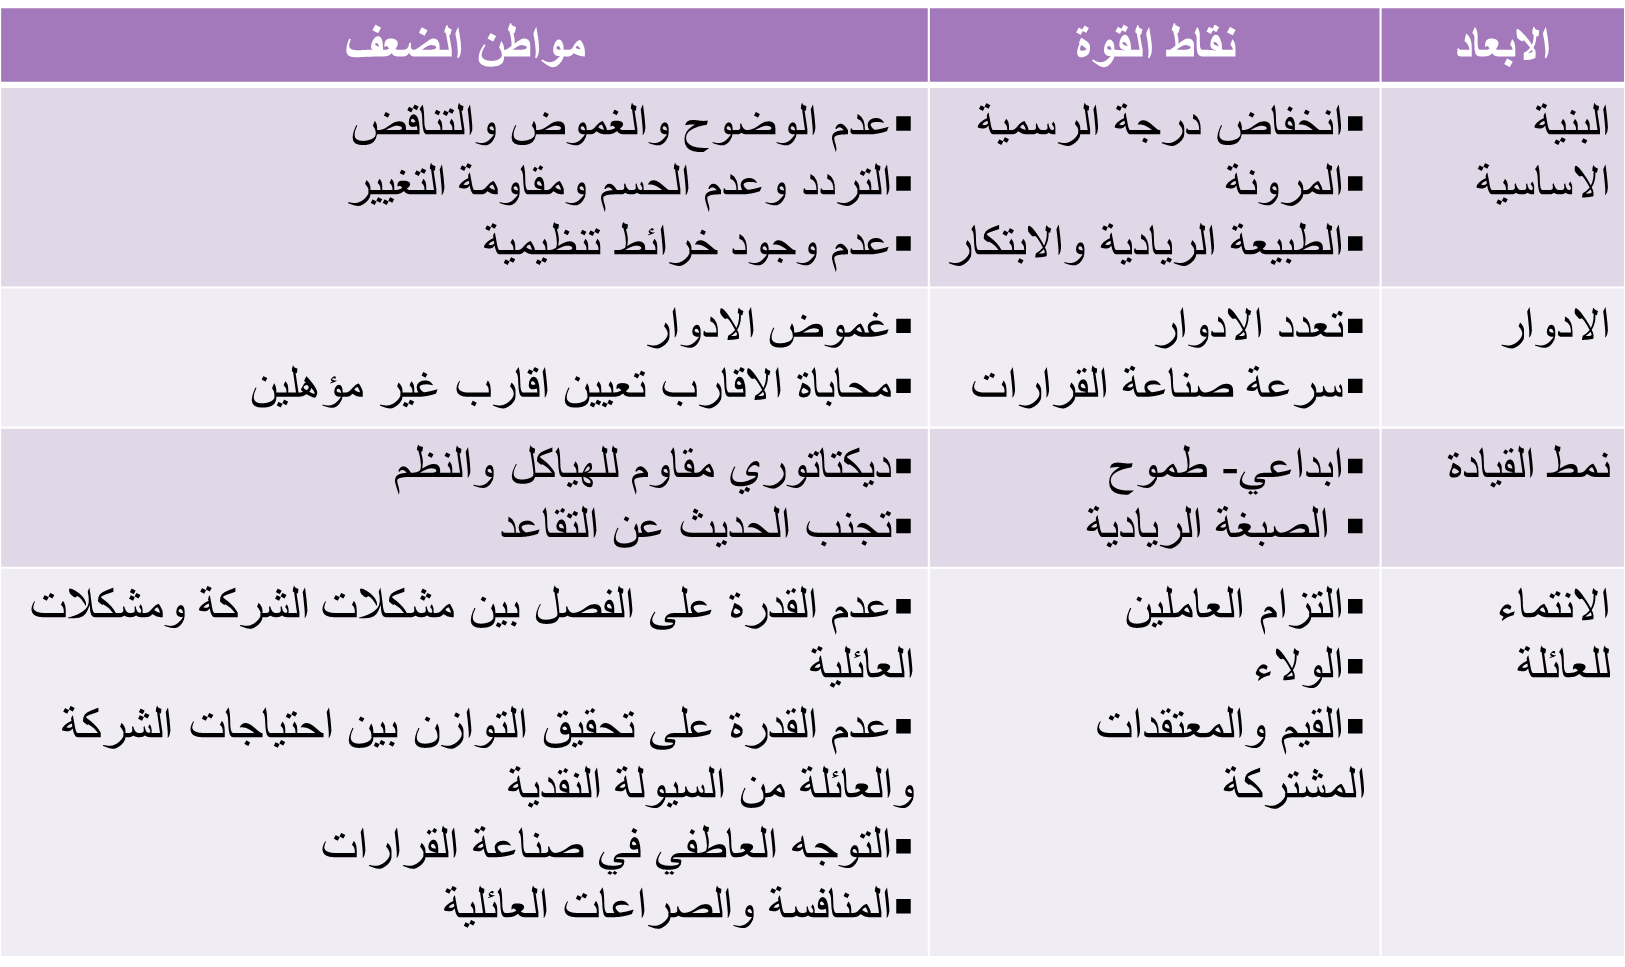 الابعاد
نقاط القوة
مواطن الضعف
البنية
الاساسية
▪انخفاض درجة الرسمية
▪المرونة
▪الطبيعة الريادية والابتكار
▪عدم الوضوح والغموض والتناقض
▪التردد وعدم الحسم ومقاومة التغيير
▪عدم وجود خرائط تنظيمية
الادوار
▪تعدد الادوار
▪سرعة صناعة القرارات
▪غموض الادوار
▪محاباة الاقارب تعيين اقارب غير مؤهلين
نمط القيادة
▪ابداعي- طموح
▪ الصبغة الريادية
▪ديكتاتوري مقاوم للهياكل والنظم
▪تجنب الحديث عن التقاعد
الانتماء
للعائلة
▪التزام العاملين
▪الولاء
▪القيم والمعتقدات
المشتركة
▪عدم القدرة على الفصل بين مشكلات الشركة ومشكلات
العائلية
▪عدم القدرة على تحقيق التوازن بين احتياجات الشركة
والعائلة من السيولة النقدية
▪التوجه العاطفي في صناعة القرارات
▪المنافسة والصراعات العائلية